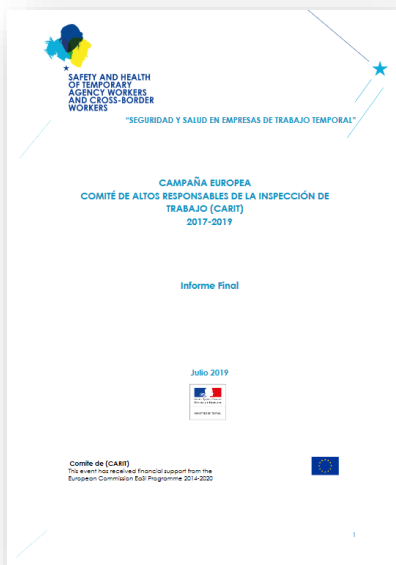 SAFETY AND HEALTH
OF TEMPORARY
AGENCY WORKERS
AND CROSS-BORDER
WORKERS
"SEGURIDAD Y SALUD EN EMPRESAS DE TRABAJO TEMPORAL"
CAMPAÑA EUROPEA
COMITÉ DE ALTOS RESPONSABLES DE LA INSPECCIÓN DE
TRABAJO (CARIT)
2017-2019
Informe Final
Julio 2019
Comite de (CARIT)
This event has received financial support from the
European Commission EaSI Programme 2014-2020
1